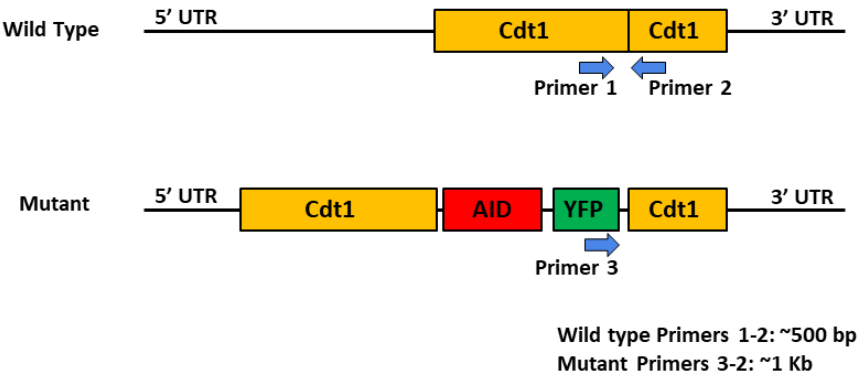 5’ UTR
3’ UTR
Wild Type
Cdt1
Cdt1
Primer 1
Primer 2
5’ UTR
3’ UTR
Mutant
Cdt1
AID
YFP
Cdt1
Primer 3
Wild type Primers 1-2: ~500 bp
Mutant Primers 3-2: ~1 Kb